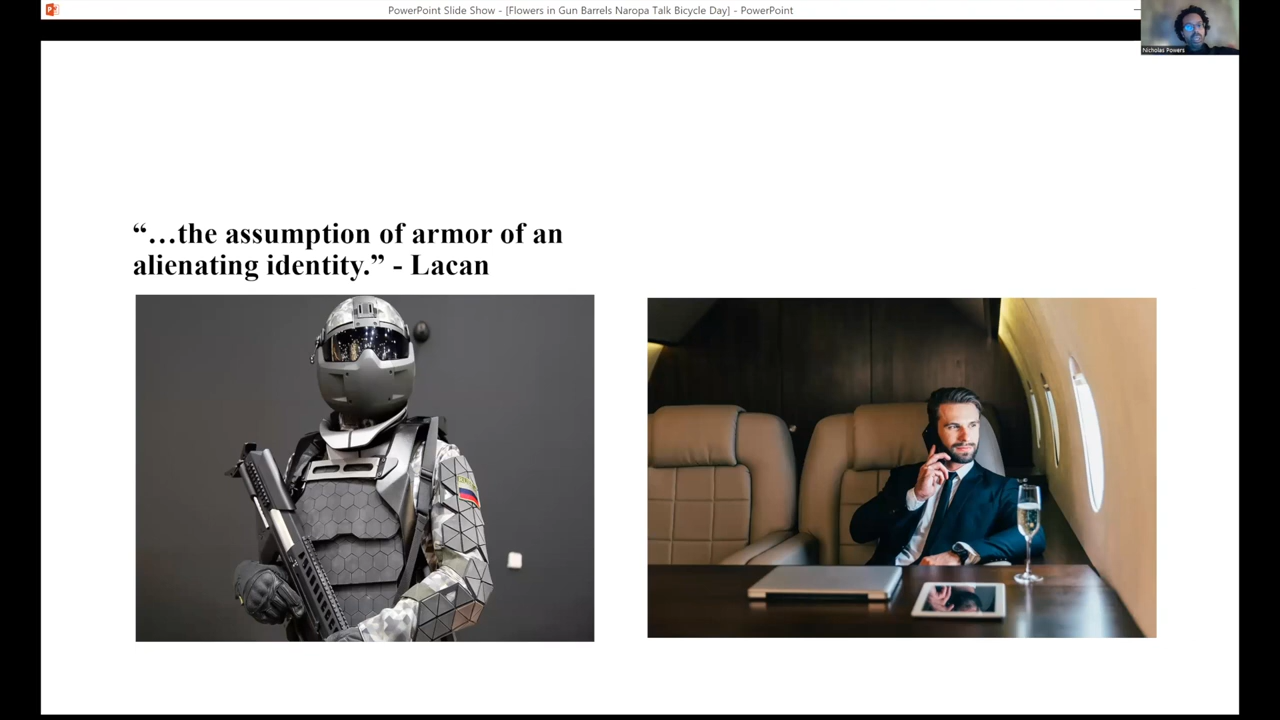 PowerPoint Slide Show - [Flowers in Gun Barrels Naropa Talk Bicycle Day] - PowerPoint
Nicholas Powers
“…the assumption of armor of an
alienating identity.” - Lacan